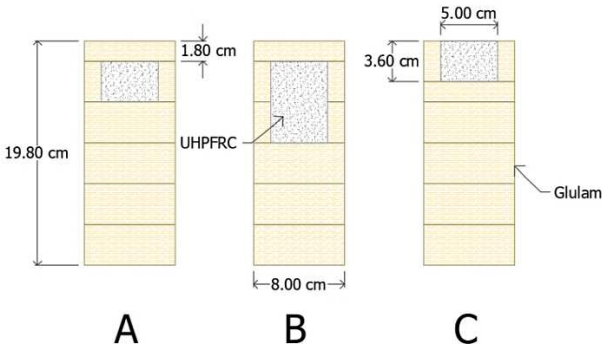 5.00 cm
1.80 cm
3.60 cm
19.80 cm
UHPFRC
Glulam
8.00 cm
A B C